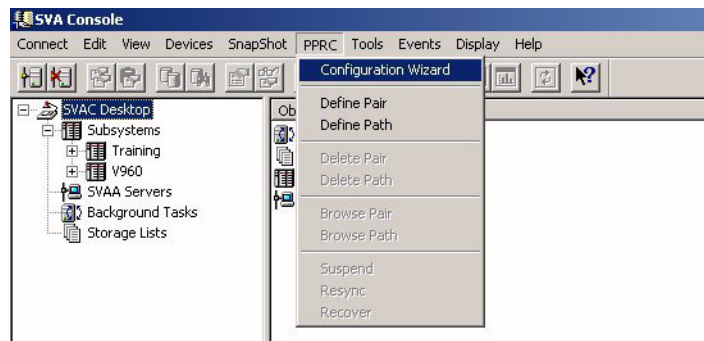 SVA Console
Connect Edit View Devices SnapShot PPRC Tools Events Display Help
Configuration Wizard
Define Pair
Define Path
Delete Pair
Delete Path
Browse Pair
Browse Path
Suspend
Resync
Recover
SVAC Desktop
Subsystems
Training
V960
SVAA Servers
Background Tasks
Storage Lists
Ob